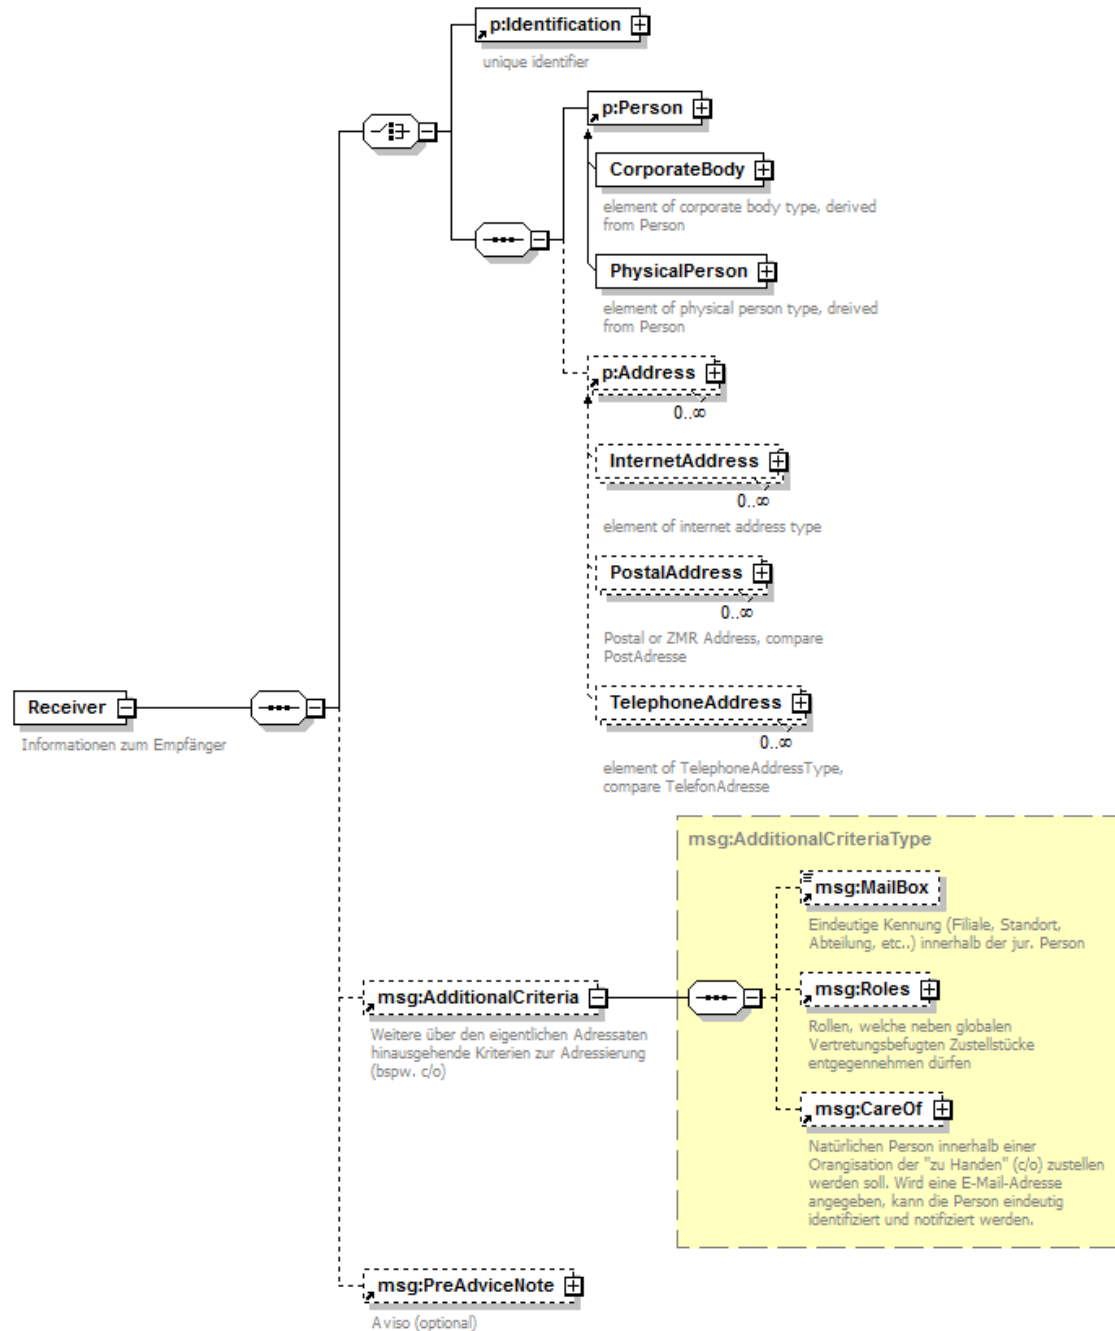 p:Identification
unique identifier
p:Person
CorporateBody
element of corporate body type, derived
from Person
PhysicalPerson
element of physical person type, dreived
from Person
p:Address
0..∞
InternetAddress
0..∞
element of internet address type
PostalAddress
0..∞
Postal or ZMR Address, compare
PostAdresse
Receiver
Informationen zum Empfänger
TelephoneAddress
0..∞
element of TelephoneAddressType,
compare TelefonAdresse
msg:AdditionalCriteriaType
msg:MailBox
Eindeutige Kennung (Filiale, Standort,
Abteilung, etc..) innerhalb der jur. Person
msg:AdditionalCriteria
Weitere über den eigentlichen Adressaten
hinausgehende Kriterien zur Adressierung
(bspw. c/o)
msg:Roles
Rollen, welche neben globalen
Vertretungsbefugten Zustellstücke
entgegennehmen dürfen
msg:CareOf
Natürlichen Person innerhalb einer
Orangisation der "zu Handen" (c/o) zustellen
werden soll. Wird eine E-Mail-Adresse
angegeben, kann die Person eindeutig
identifiziert und notifiziert werden.
msg:PreAdviceNote
Aviso (optional)